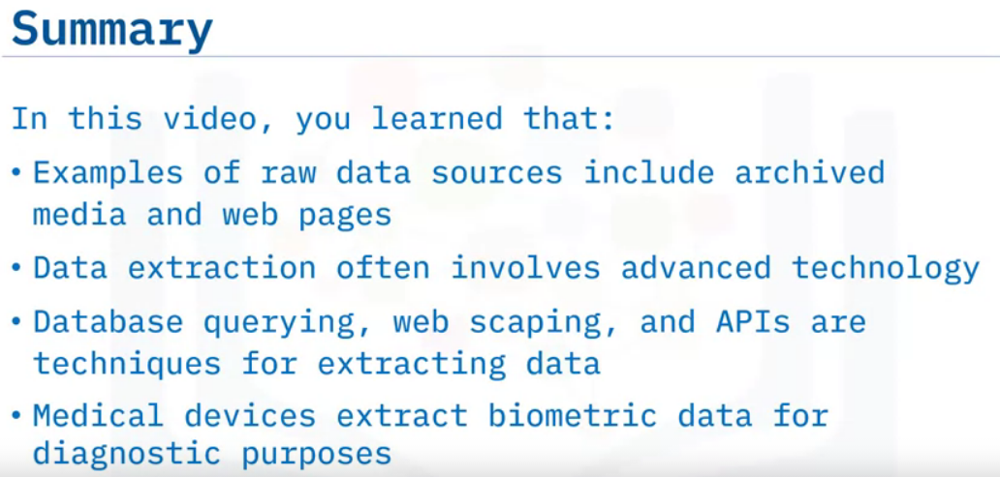 Summary
In this video, you learned that:
• Examples of raw data sources include archived
media and web pages
• Data extraction often involves advanced technology
• Database querying, web scaping, and APIs are
techniques for extracting data
• Medical devices extract biometric data for
diagnostic purposes